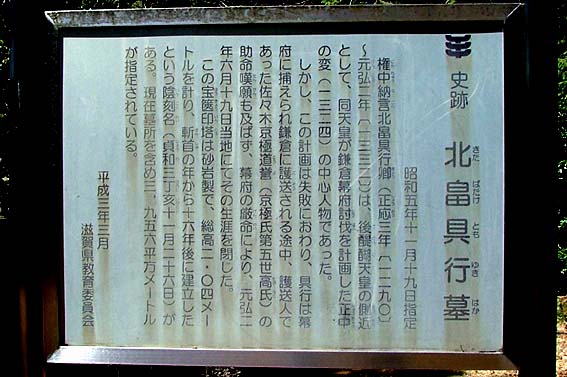 史跡 北畠具行墓
きた ばたけ とも ゆき はか
昭和五年十一月十九日指定
権中納言北畠具行卿(正応三年〔一二九〇〕
〜元弘二年〔一三三二〕)は、後醍醐天皇の側近
として、同天皇が鎌倉幕府討伐を計画した正中
の変(一三二四)の中心人物であった。
しかし、この計画は失敗におわり、具行は幕
府に捕えられ鎌倉に護送される途中、護送人で
あった佐々木京極道誉(京極氏第五世高氏)の
助命嘆願も及ばず、幕府の厳命により、元弘二
年六月十九日当地にてその生涯を閉じた。
この宝篋印塔は砂岩製で、総高二・〇四メー
トルを計り、斬首の年から十六年後に建立した
という陰刻名(貞和三丁亥十一月二十六日)が
ある。現在墓所を含め三、九五六平方メートル
が指定されている。
平成三年三月
滋賀県教育委員会